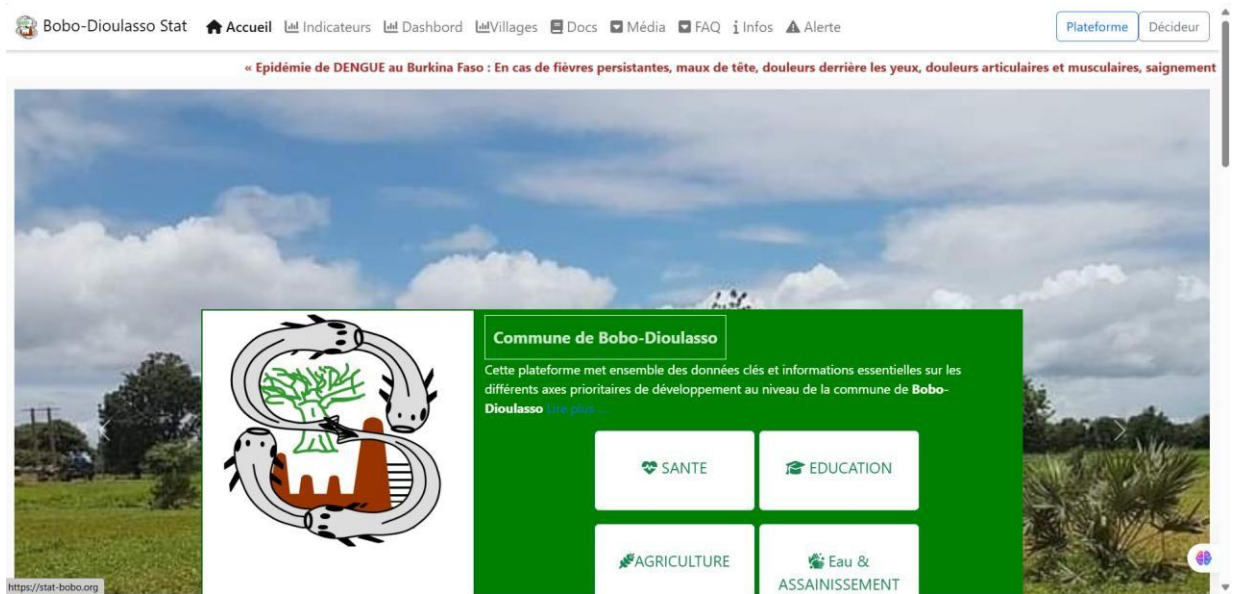 Bobo-Dioulasso Stat Accueil Indicateurs Dashbord Villages Docs Média FAQ Infos Alerte Plateforme Décideur
« Epidémie de DENGUE au Burkina Faso : En cas de fièvres persistantes, maux de tête, douleurs derrière les yeux, douleurs articulaires et musculaires, saignement
Commune de Bobo-Dioulasso
Cette plateforme met ensemble des données clés et informations essentielles sur les
différents axes prioritaires de développement au niveau de la commune de Bobo-
Dioulasso Lire plus ...
SANTE
EDUCATION
AGRICULTURE
Eau &
ASSAINISSEMENT
https://stat-bobo.org